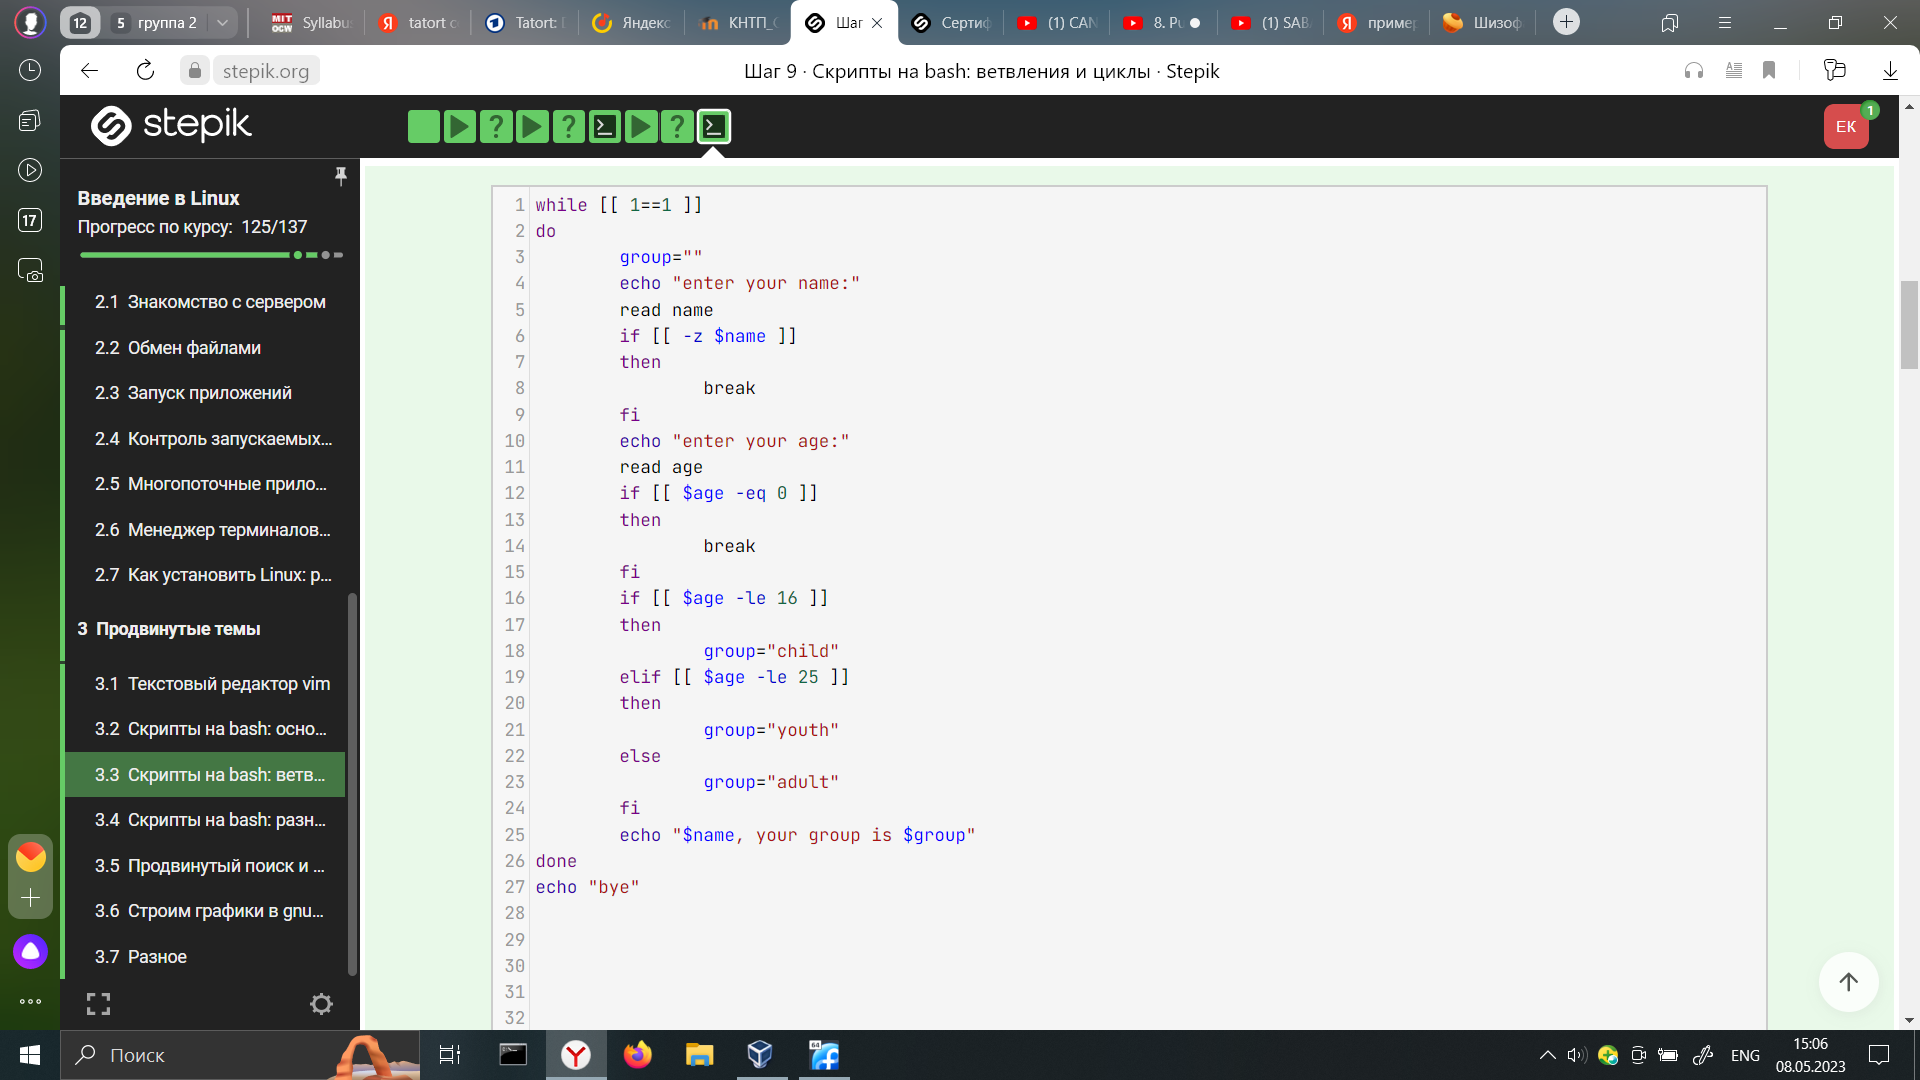 12
5 группа 2
MIT OCW Syllabu
tatort c
Tatort: D
Яндекс
КНТП_С
Шаг
Сертиф
(1) CAN
8. Pu
(1) SAB
пример
Шизоф
stepik.org
Шаг 9 · Скрипты на bash: ветвления и циклы · Stepik
17
stepik
? ? ?
ЕК
1
Введение в Linux
Прогресс по курсу: 125/137
2.1 Знакомство с сервером
2.2 Обмен файлами
2.3 Запуск приложений
2.4 Контроль запускаемых...
2.5 Многопоточные прило...
2.6 Менеджер терминалов...
2.7 Как установить Linux: р...
3 Продвинутые темы
3.1 Текстовый редактор vim
3.2 Скрипты на bash: осно...
3.3 Скрипты на bash: ветв...
3.4 Скрипты на bash: разн...
3.5 Продвинутый поиск и ...
3.6 Строим графики в gnu...
3.7 Разное
1 while [[ 1==1 ]]
2 do
3 group=""
4 echo "enter your name:"
5 read name
6 if [[ -z $name ]]
7 then
8 break
9 fi
10 echo "enter your age:"
11 read age
12 if [[ $age -eq 0 ]]
13 then
14 break
15 fi
16 if [[ $age -le 16 ]]
17 then
18 group="child"
19 elif [[ $age -le 25 ]]
20 then
21 group="youth"
22 else
23 group="adult"
24 fi
25 echo "$name, your group is $group"
26 done
27 echo "bye"
28
29
30
31
32
Поиск
64
ENG
15:06
08.05.2023